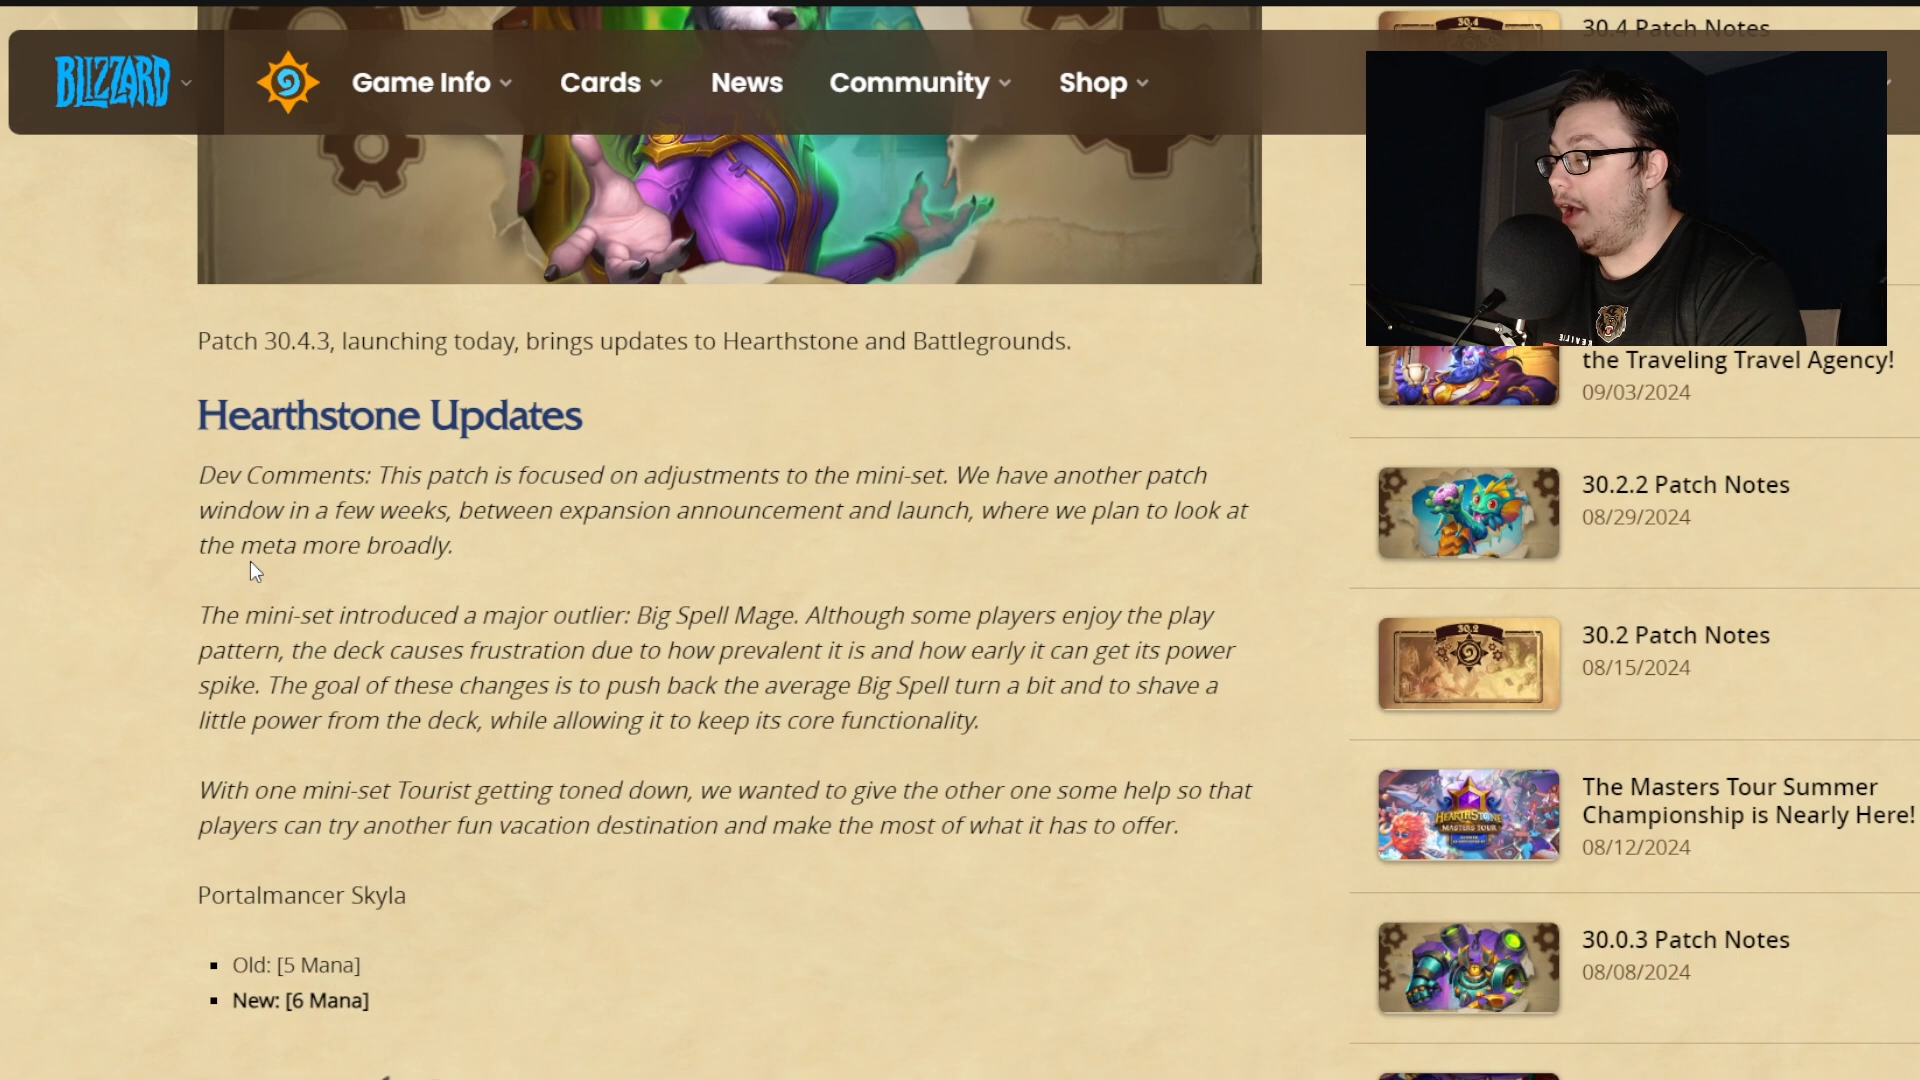 30.4
30.4 Patch Notes
BLIZZARD
Game Info
Cards
News
Community
Shop
Patch 30.4.3, launching today, brings updates to Hearthstone and Battlegrounds.
Hearthstone Updates
Dev Comments: This patch is focused on adjustments to the mini-set. We have another patch
window in a few weeks, between expansion announcement and launch, where we plan to look at
the meta more broadly.
The mini-set introduced a major outlier: Big Spell Mage. Although some players enjoy the play
pattern, the deck causes frustration due to how prevalent it is and how early it can get its power
spike. The goal of these changes is to push back the average Big Spell turn a bit and to shave a
little power from the deck, while allowing it to keep its core functionality.
With one mini-set Tourist getting toned down, we wanted to give the other one some help so that
players can try another fun vacation destination and make the most of what it has to offer.
Portalmancer Skyla
Old: [5 Mana]
New: [6 Mana]
the Traveling Travel Agency!
09/03/2024
30.2.2 Patch Notes
08/29/2024
30.2
30.2 Patch Notes
08/15/2024
HEARTHSTONE
MASTERS TOUR
The Masters Tour Summer
Championship is Nearly Here!
08/12/2024
30.0.3 Patch Notes
08/08/2024